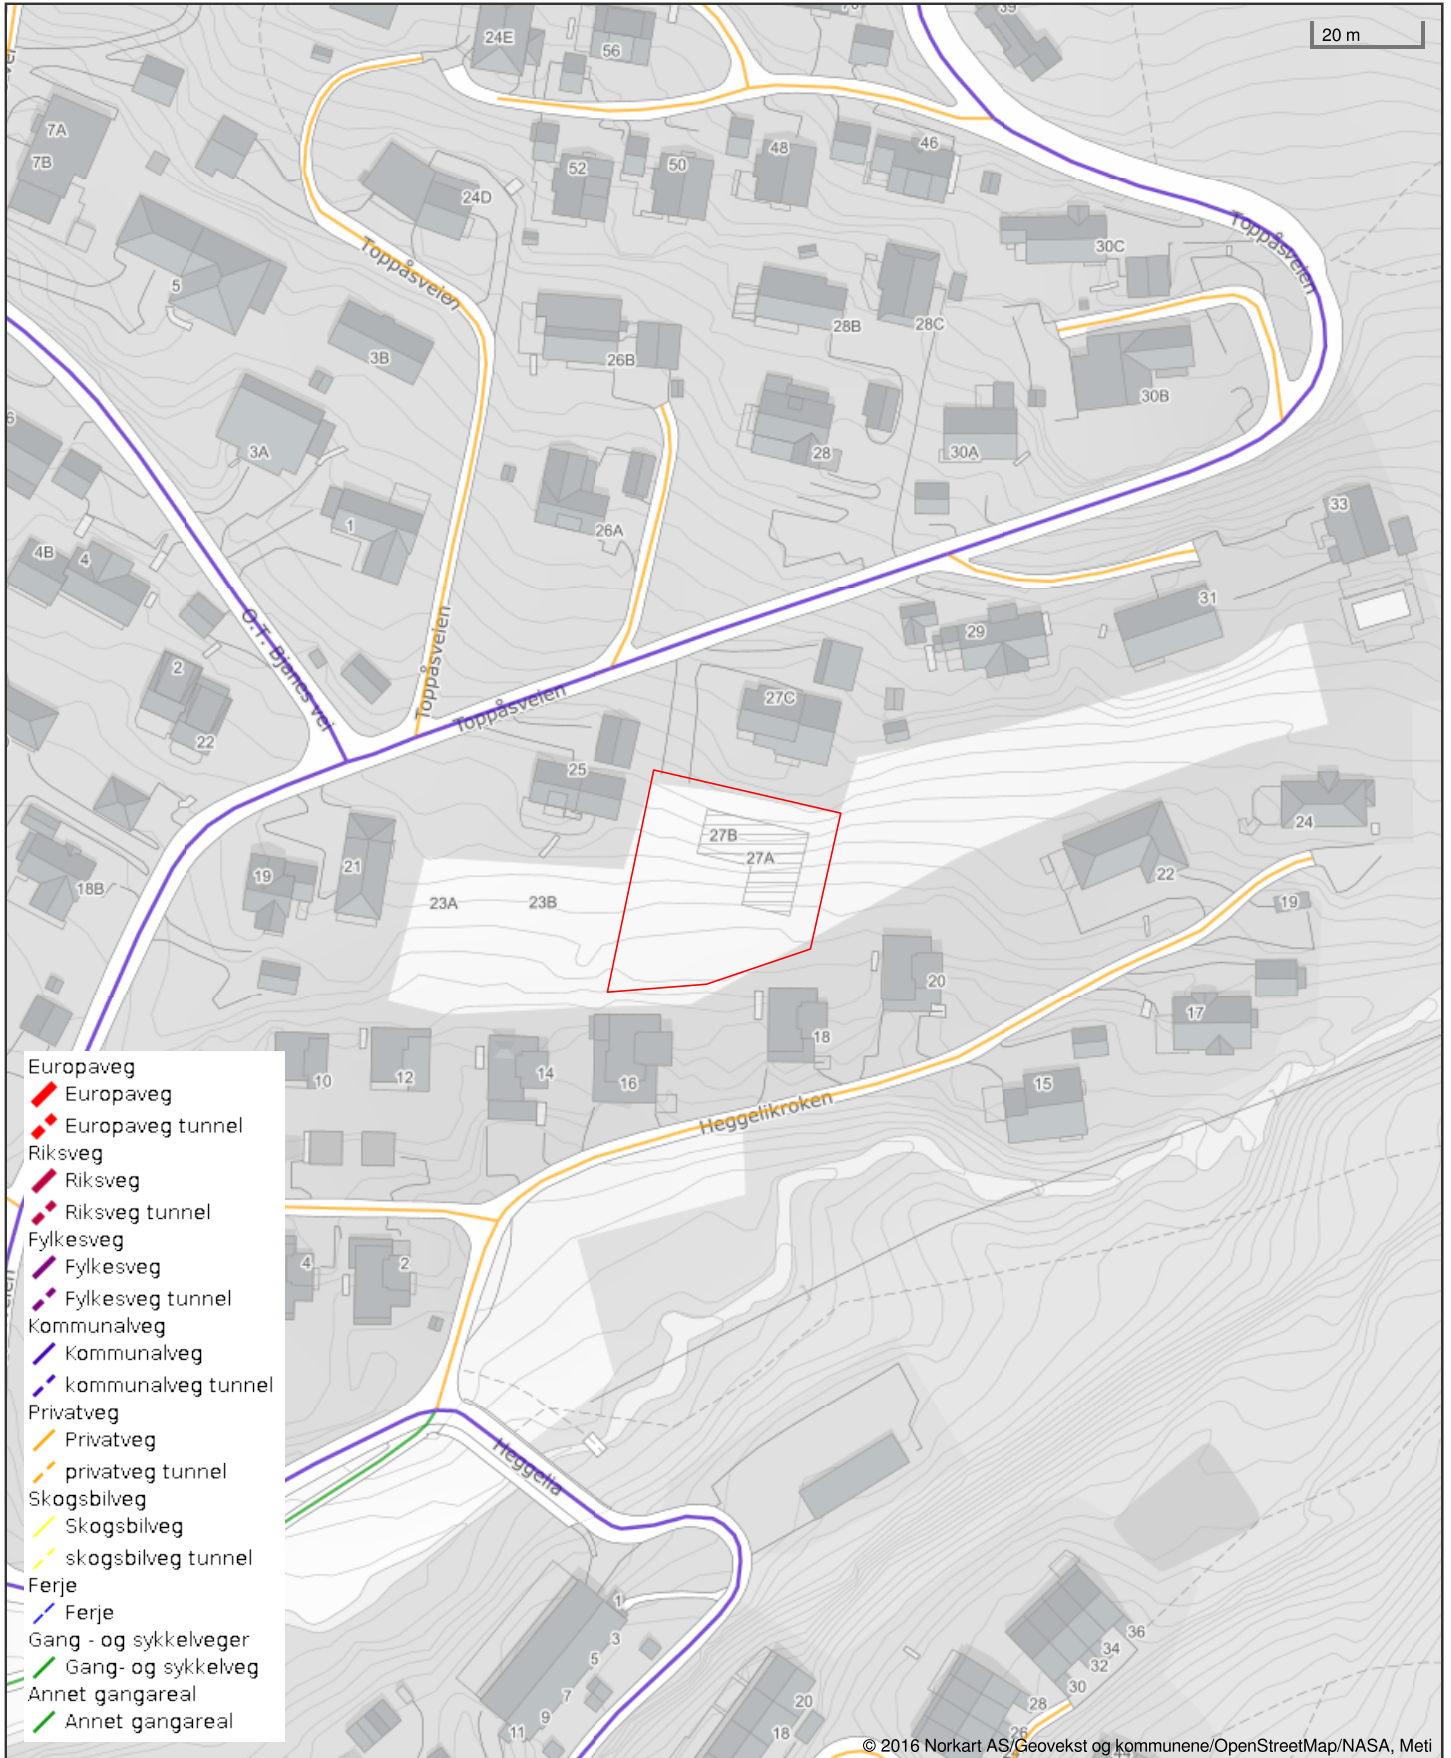 39
20 m
24E
56
7A
7B
52
50
48
46
24D
Toppåsveien
Toppåsveien
30C
5
28B
28C
3B
26B
30B
6
3A
28
30A
1
26A
33
4B
4
O.T. Bjanes vei
Toppåsveien
29
31
2
22
Toppåsveien
27C
25
27B
27A
24
21
19
18B
23A
23B
22
19
20
17
18
10
12
14
16
15
Heggelikroken
4
2
Heggelia
1
3
5
7
9
11
20
18
36
34
32
30
28
26
Europaveg
Europaveg
Europaveg tunnel
Riksveg
Riksveg
Riksveg tunnel
Fylkesveg
Fylkesveg
Fylkesveg tunnel
Kommunalveg
Kommunalveg
kommunalveg tunnel
Privatveg
Privatveg
privatveg tunnel
Skogsbilveg
Skogsbilveg
skogsbilveg tunnel
Ferje
Ferje
Gang - og sykkelveger
Gang- og sykkelveg
Annet gangareal
Annet gangareal
© 2016 Norkart AS/Geovekst og kommunene/OpenStreetMap/NASA, Meti